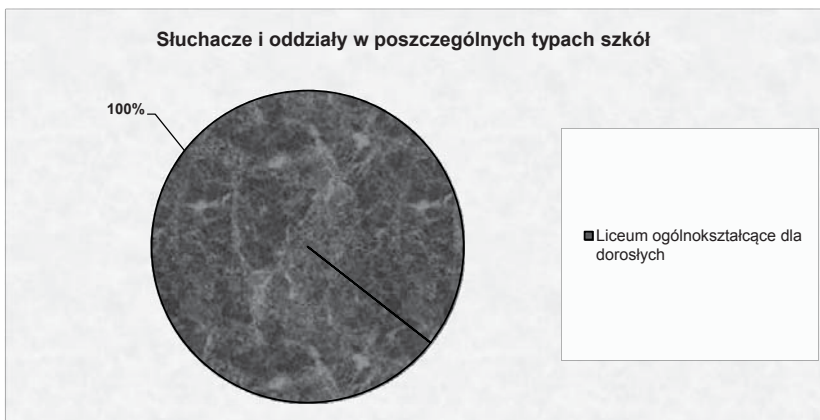 Słuchacze i oddziały w poszczególnych typach szkół
100%
Liceum ogólnokształcące dla
dorosłych